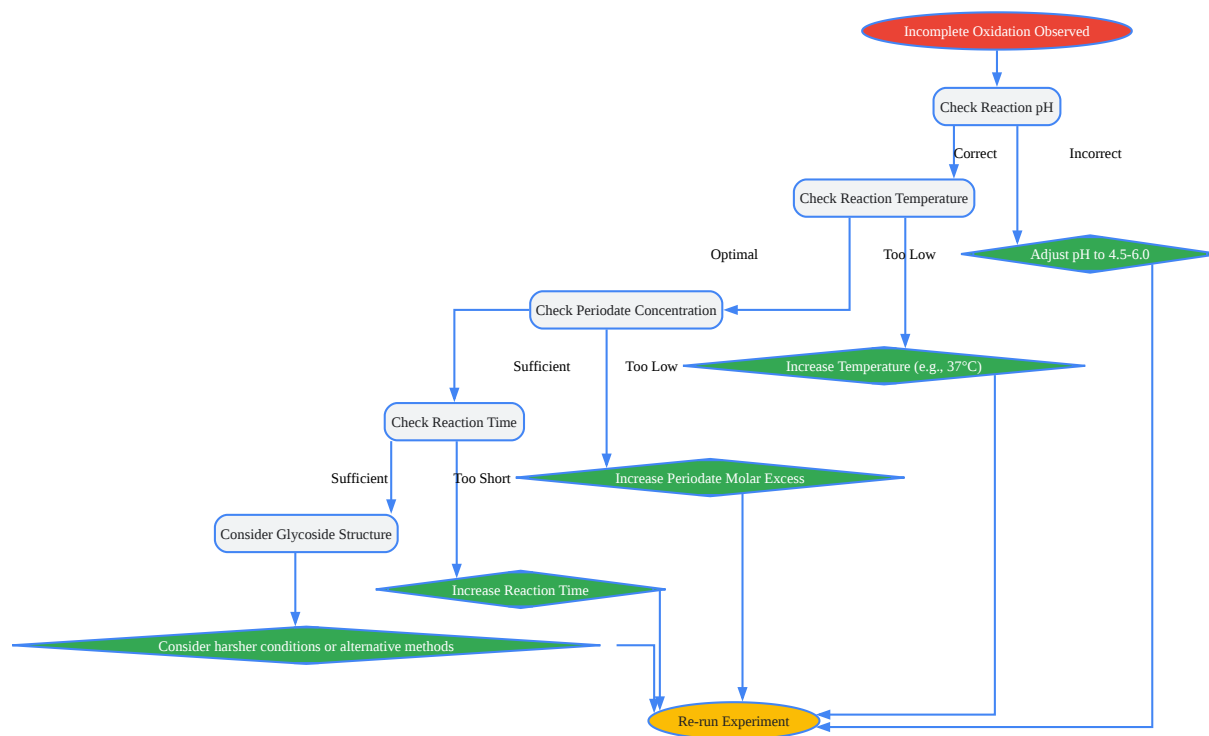 Incomplete Oxidation Observed
Check Reaction pH
Correct
Incorrect
Check Reaction Temperature
Optimal
Too Low
Adjust pH to 4.5-6.0
Check Periodate Concentration
Sufficient
Too Low
Increase Temperature (e.g., 37°C)
Check Reaction Time
Sufficient
Too Short
Increase Periodate Molar Excess
Consider Glycoside Structure
Increase Reaction Time
Consider harsher conditions or alternative methods
Re-run Experiment